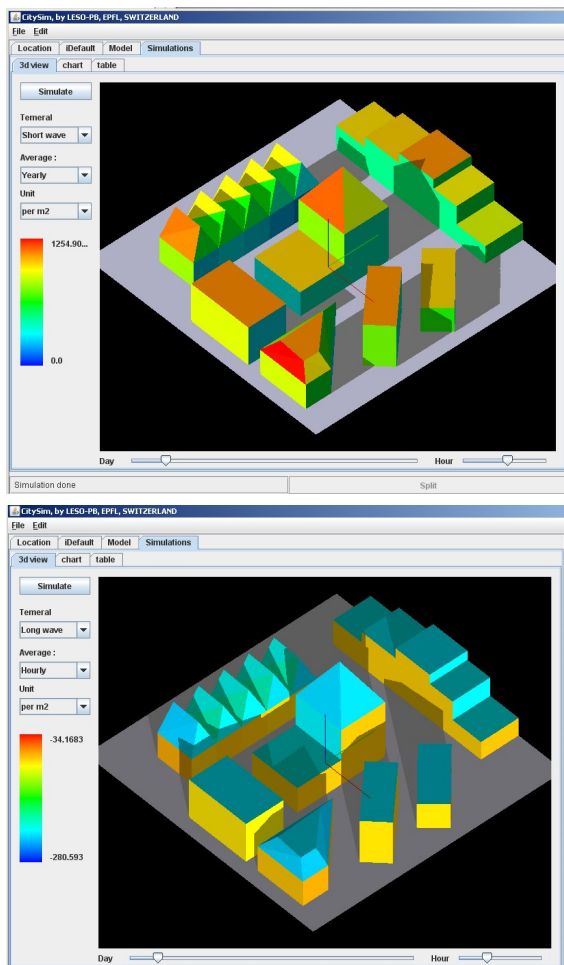 CitySim, by LESO-PB, EPFL, SWITZERLAND
File Edit
Location iDefault Model Simulations
3d view chart table
Simulate
Temeral
Short wave
Average :
Yearly
Unit
per m2
1254.90...
0.0
Day Hour
Simulation done Split
CitySim, by LESO-PB, EPFL, SWITZERLAND
File Edit
Location iDefault Model Simulations
3d view chart table
Simulate
Temeral
Long wave
Average :
Hourly
Unit
per m2
-34.1683
-280.593
Day Hour